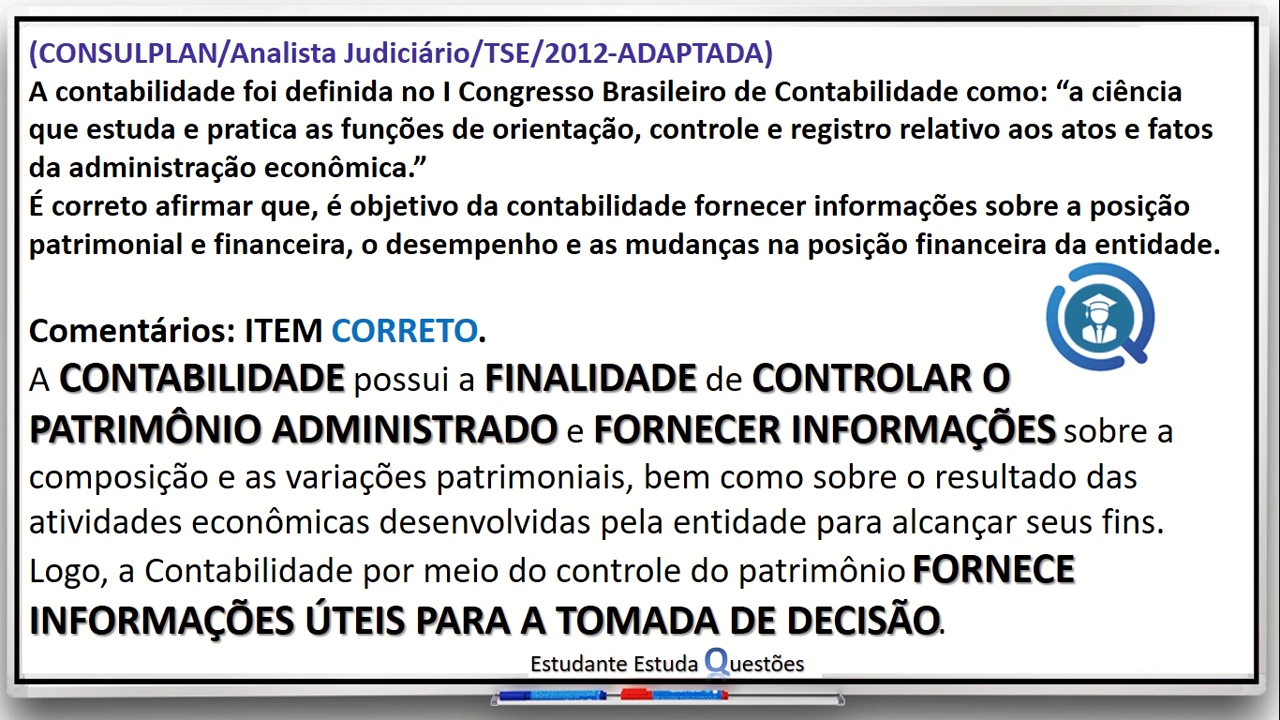 (CONSULPLAN/Analista Judiciário/TSE/2012-ADAPTADA)
A contabilidade foi definida no I Congresso Brasileiro de Contabilidade como: “a ciência
que estuda e pratica as funções de orientação, controle e registro relativo aos atos e fatos
da administração econômica.”
É correto afirmar que, é objetivo da contabilidade fornecer informações sobre a posição
patrimonial e financeira, o desempenho e as mudanças na posição financeira da entidade.
Comentários: ITEM CORRETO.
A CONTABILIDADE possui a FINALIDADE de CONTROLAR O
PATRIMÔNIO ADMINISTRADO e FORNECER INFORMAÇÕES sobre a
composição e as variações patrimoniais, bem como sobre o resultado das
atividades econômicas desenvolvidas pela entidade para alcançar seus fins.
Logo, a Contabilidade por meio do controle do patrimônio FORNECE
INFORMAÇÕES ÚTEIS PARA A TOMADA DE DECISÃO.
Estudante Estuda Questões